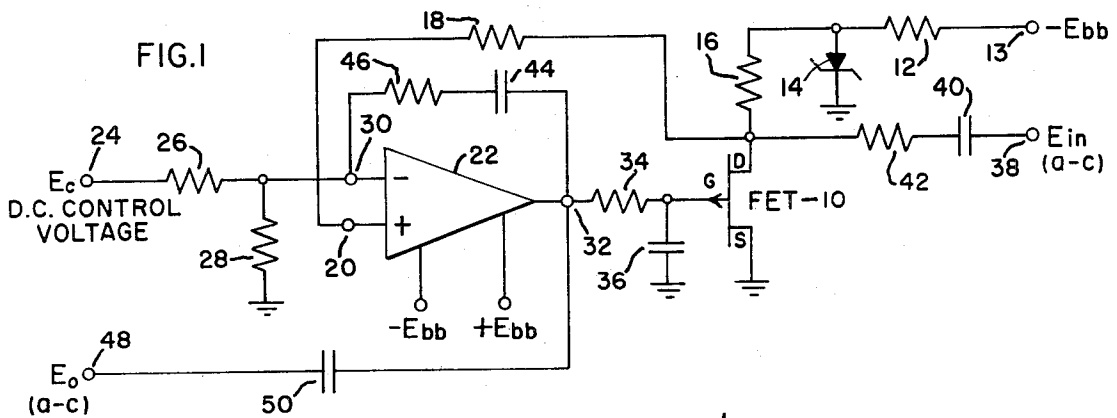 FIG.1
18
-Ebb
13
12
14
16
46
44
40
24
26
30
22
34
D
42
38
Ein
(a-c)
Ec
D.C. CONTROL
VOLTAGE
-
+
G
FET-10
S
28
20
32
36
-Ebb
+Ebb
48
Eo
(a-c)
50